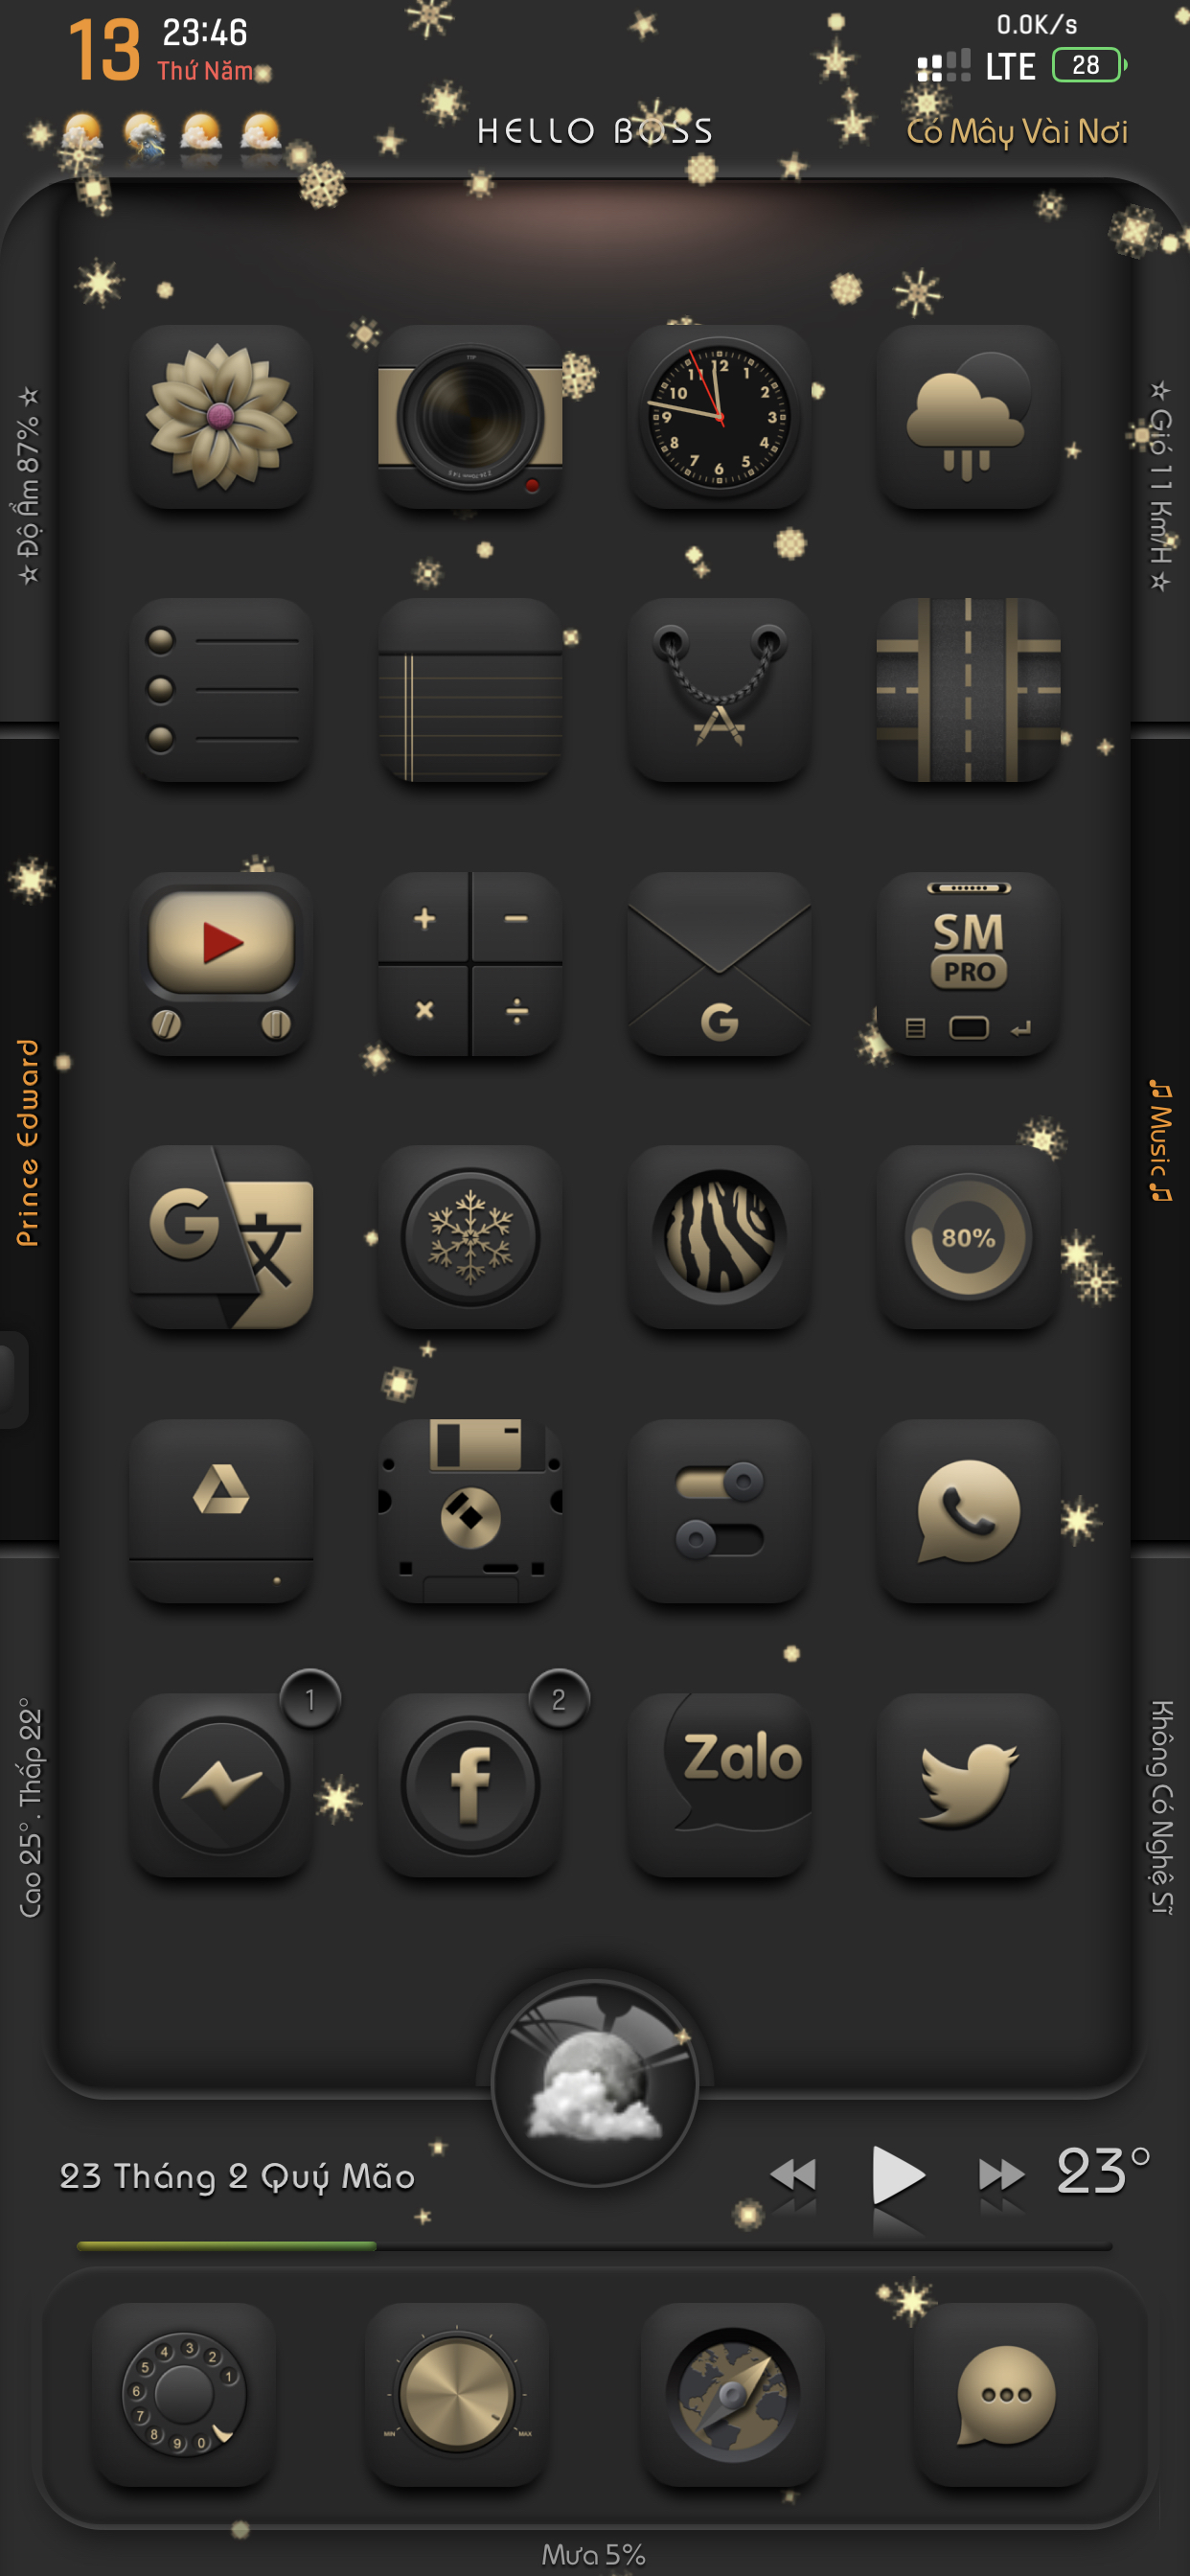 13
23:46
Thứ Năm
0.0K/s
LTE
28
HELLO BOSS
Có Mây Vài Nơi
☆ Độ Ẩm 87% ☆
☆ Gió 11 Km/H ☆
12
1
2
3
4
5
6
7
8
9
10
11
Prince Edward
♫ Music ♫
+
−
×
÷
G
SM
PRO
G
文
80%
1
2
f
Zalo
Cao 25°. Thấp 22°
Không Có Nghệ Sĩ
23 Tháng 2 Quý Mão
23°
1
2
3
4
5
6
7
8
9
0
MIN
MAX
Mưa 5%